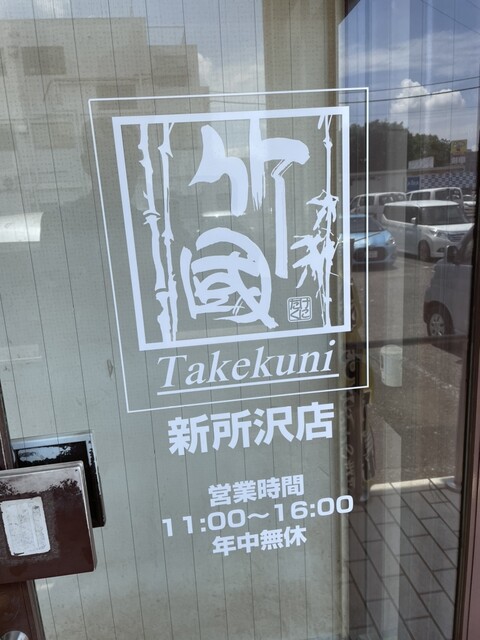 竹國
Takekuni
新所沢店
営業時間
11:00～16:00
年中無休